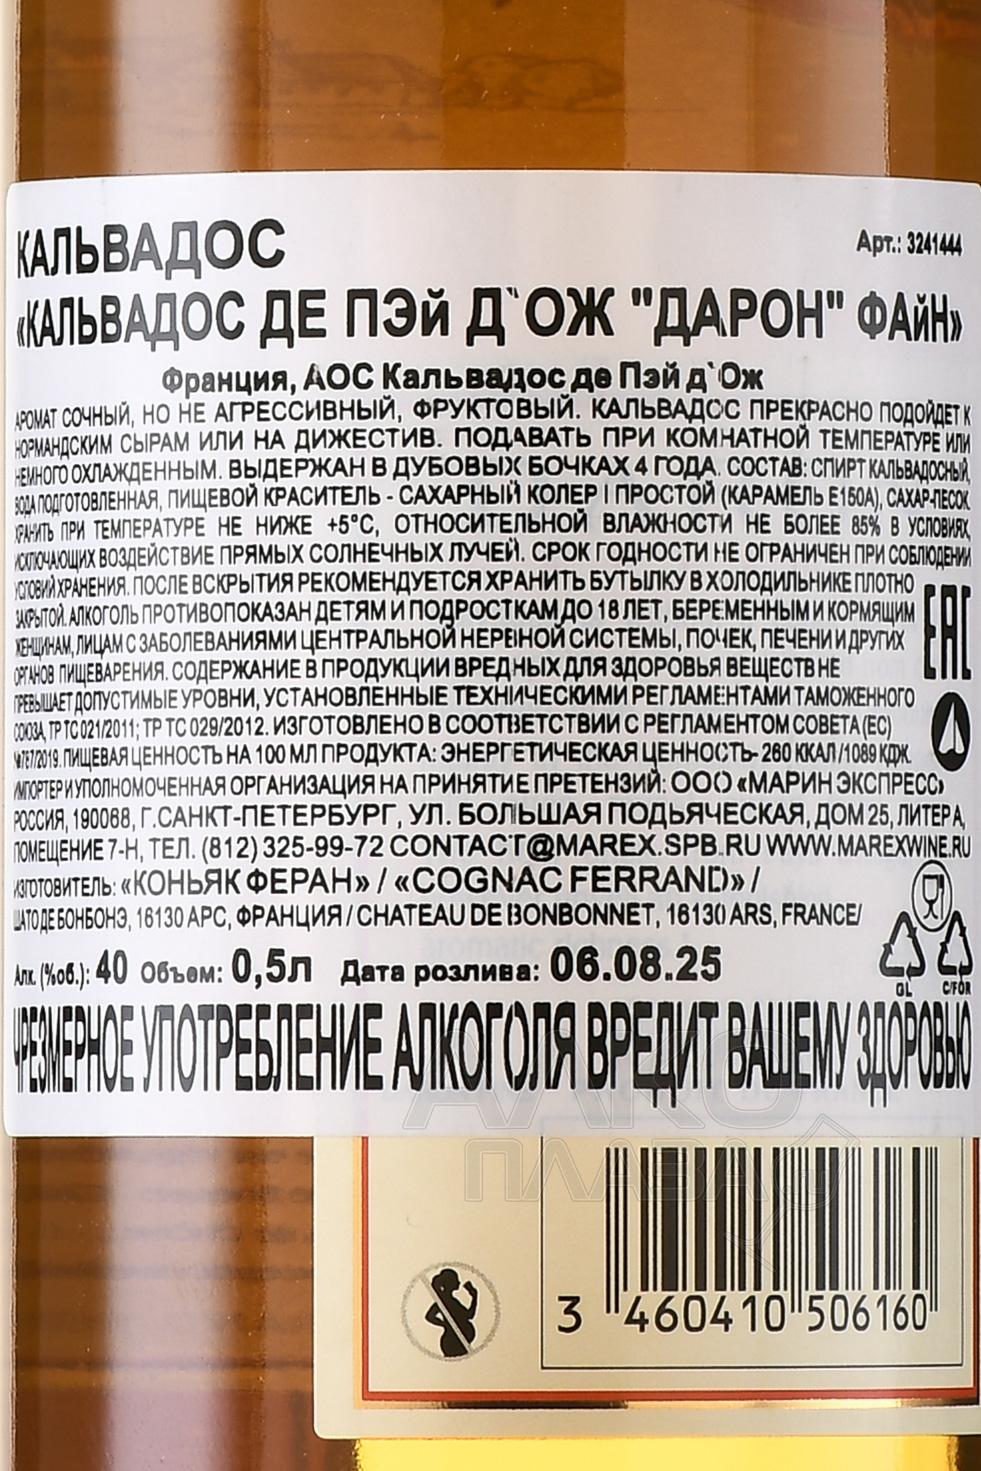 КАЛЬВАДОС
Арт.: 3241444
«КАЛЬВАДОС ДЕ ПЭЙ Д`ОЖ "ДАРОН" ФАЙН»
Франция, АОС Кальвадос де Пэй д`Ож
АРОМАТ СОЧНЫЙ, НО НЕ АГРЕССИВНЫЙ, ФРУКТОВЫЙ. КАЛЬВАДОС ПРЕКРАСНО ПОДОЙДЕТ К
НОРМАНДСКИМ СЫРАМ ИЛИ НА ДИЖЕСТИВ. ПОДАВАТЬ ПРИ КОМНАТНОЙ ТЕМПЕРАТУРЕ ИЛИ
НЕМНОГО ОХЛАЖДЕННЫМ. ВЫДЕРЖАН В ДУБОВЫХ БОЧКАХ 4 ГОДА. СОСТАВ: СПИРТ КАЛЬВАДОСНЫЙ,
ВОДА ПОДГОТОВЛЕННАЯ, ПИЩЕВОЙ КРАСИТЕЛЬ - САХАРНЫЙ КОЛЕР I ПРОСТОЙ (КАРАМЕЛЬ Е150А), САХАР-ПЕСОК.
ХРАНИТЬ ПРИ ТЕМПЕРАТУРЕ НЕ НИЖЕ +5°С, ОТНОСИТЕЛЬНОЙ ВЛАЖНОСТИ НЕ БОЛЕЕ 85% В УСЛОВИЯХ,
ИСКЛЮЧАЮЩИХ ВОЗДЕЙСТВИЕ ПРЯМЫХ СОЛНЕЧНЫХ ЛУЧЕЙ. СРОК ГОДНОСТИ НЕ ОГРАНИЧЕН ПРИ СОБЛЮДЕНИИ
УСЛОВИЙ ХРАНЕНИЯ. ПОСЛЕ ВСКРЫТИЯ РЕКОМЕНДУЕТСЯ ХРАНИТЬ БУТЫЛКУ В ХОЛОДИЛЬНИКЕ ПЛОТНО
ЗАКРЫТОЙ. АЛКОГОЛЬ ПРОТИВОПОКАЗАН ДЕТЯМ И ПОДРОСТКАМ ДО 18 ЛЕТ, БЕРЕМЕННЫМ И КОРМЯЩИМ
ЖЕНЩИНАМ, ЛИЦАМ С ЗАБОЛЕВАНИЯМИ ЦЕНТРАЛЬНОЙ НЕРВНОЙ СИСТЕМЫ, ПОЧЕК, ПЕЧЕНИ И ДРУГИХ
ОРГАНОВ ПИЩЕВАРЕНИЯ. СОДЕРЖАНИЕ В ПРОДУКЦИИ ВРЕДНЫХ ДЛЯ ЗДОРОВЬЯ ВЕЩЕСТВ НЕ
ПРЕВЫШАЕТ ДОПУСТИМЫЕ УРОВНИ, УСТАНОВЛЕННЫЕ ТЕХНИЧЕСКИМИ РЕГЛАМЕНТАМИ ТАМОЖЕННОГО
СОЮЗА, ТР ТС 021/2011; ТР ТС 029/2012. ИЗГОТОВЛЕНО В СООТВЕТСТВИИ С РЕГЛАМЕНТОМ СОВЕТА (ЕС)
№787/2019. ПИЩЕВАЯ ЦЕННОСТЬ НА 100 МЛ ПРОДУКТА: ЭНЕРГЕТИЧЕСКАЯ ЦЕННОСТЬ- 260 ККАЛ/1089 КДЖ.
ИМПОРТЕР И УПОЛНОМОЧЕННАЯ ОРГАНИЗАЦИЯ НА ПРИНЯТИЕ ПРЕТЕНЗИЙ: ООО «МАРИН ЭКСПРЕСС»
РОССИЯ, 190068, Г.САНКТ-ПЕТЕРБУРГ, УЛ. БОЛЬШАЯ ПОДЬЯЧЕСКАЯ, ДОМ 25, ЛИТЕР А,
ПОМЕЩЕНИЕ 7-Н, ТЕЛ. (812) 325-99-72 CONTACT@MAREX.SPB.RU WWW.MAREXWINE.RU
ИЗГОТОВИТЕЛЬ: «КОНЬЯК ФЕРАН» / «COGNAC FERRAND» /
ШАТО ДЕ БОНБОНЭ, 16130 АРС, ФРАНЦИЯ / CHATEAU DE BONBONNET, 16130 ARS, FRANCE/
EAC
GL
C/FOR
Алк. (%об.): 40 Объем: 0,5л Дата розлива: 06.08.25
ЧРЕЗМЕРНОЕ УПОТРЕБЛЕНИЕ АЛКОГОЛЯ ВРЕДИТ ВАШЕМУ ЗДОРОВЬЮ
АЛКО
ПЛАВА
3 460410 506160